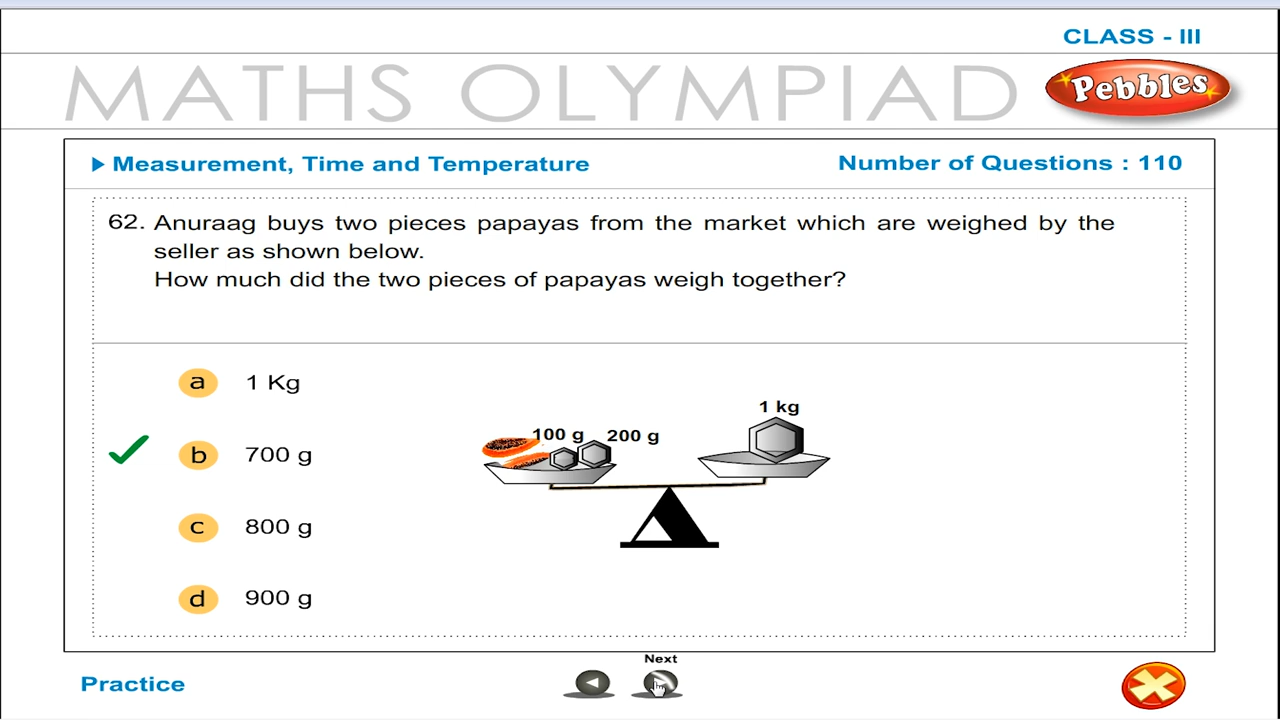 CLASS - III
MATHS OLYMPIAD
Pebbles
Measurement, Time and Temperature
Number of Questions : 110
62. Anuraag buys two pieces papayas from the market which are weighed by the
seller as shown below.
How much did the two pieces of papayas weigh together?
a 1 Kg
b 700 g
c 800 g
d 900 g
100 g
200 g
1 kg
Next
Practice